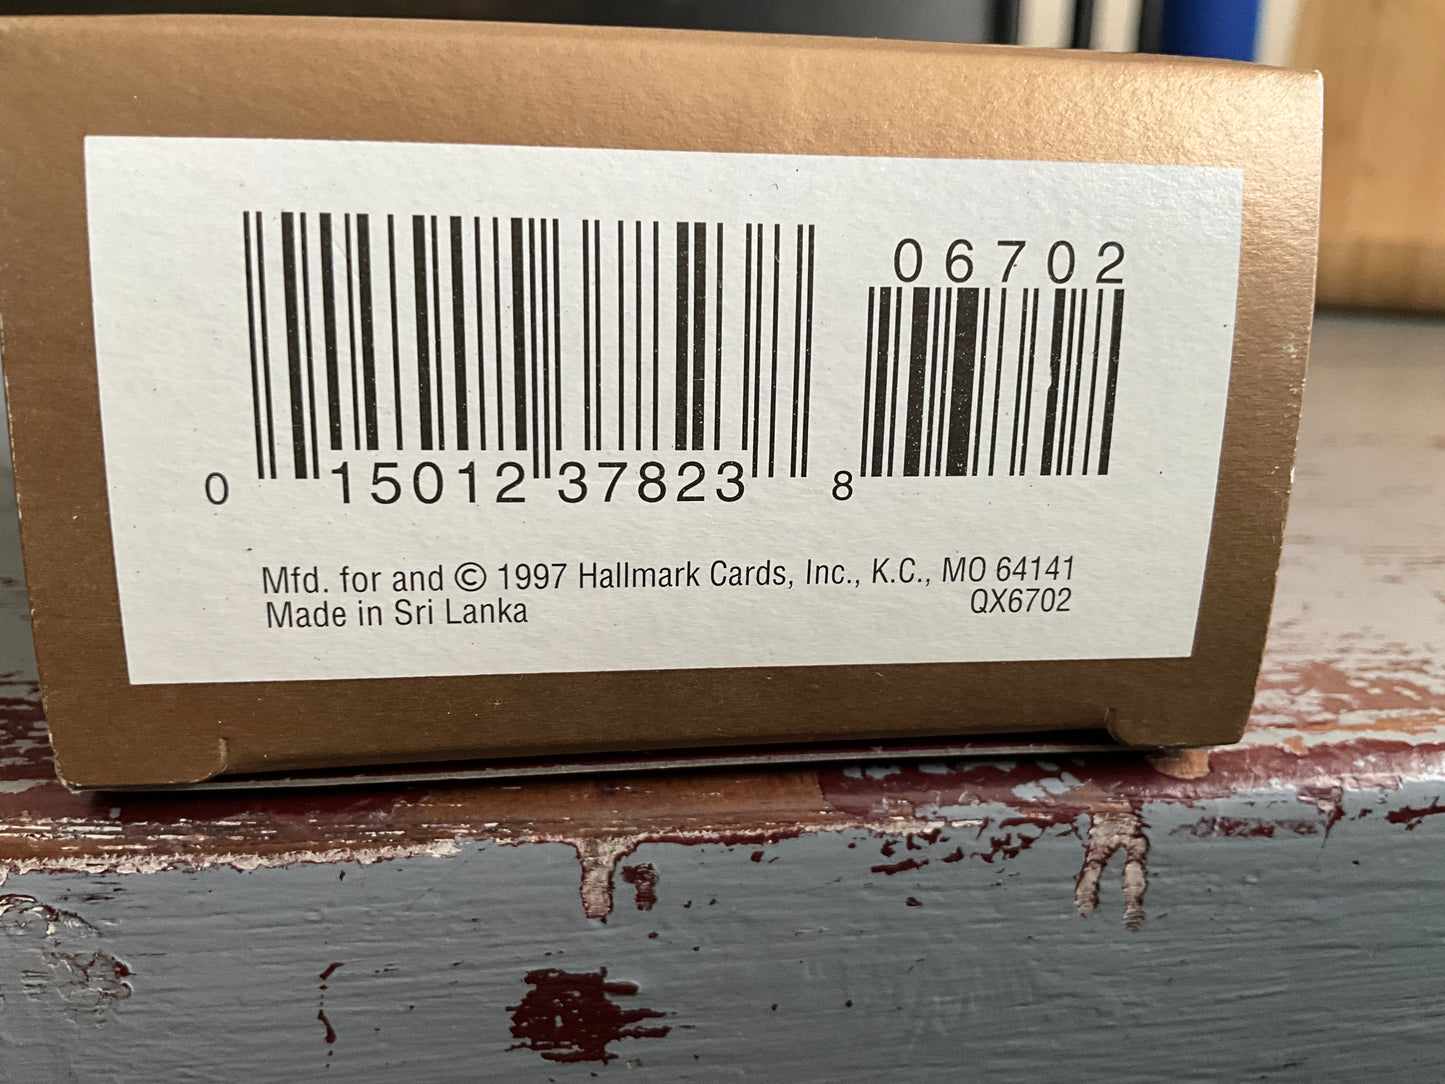 06702
0 15012 37823 8
Mfd. for and © 1997 Hallmark Cards, Inc., K.C., MO 64141
Made in Sri Lanka QX6702